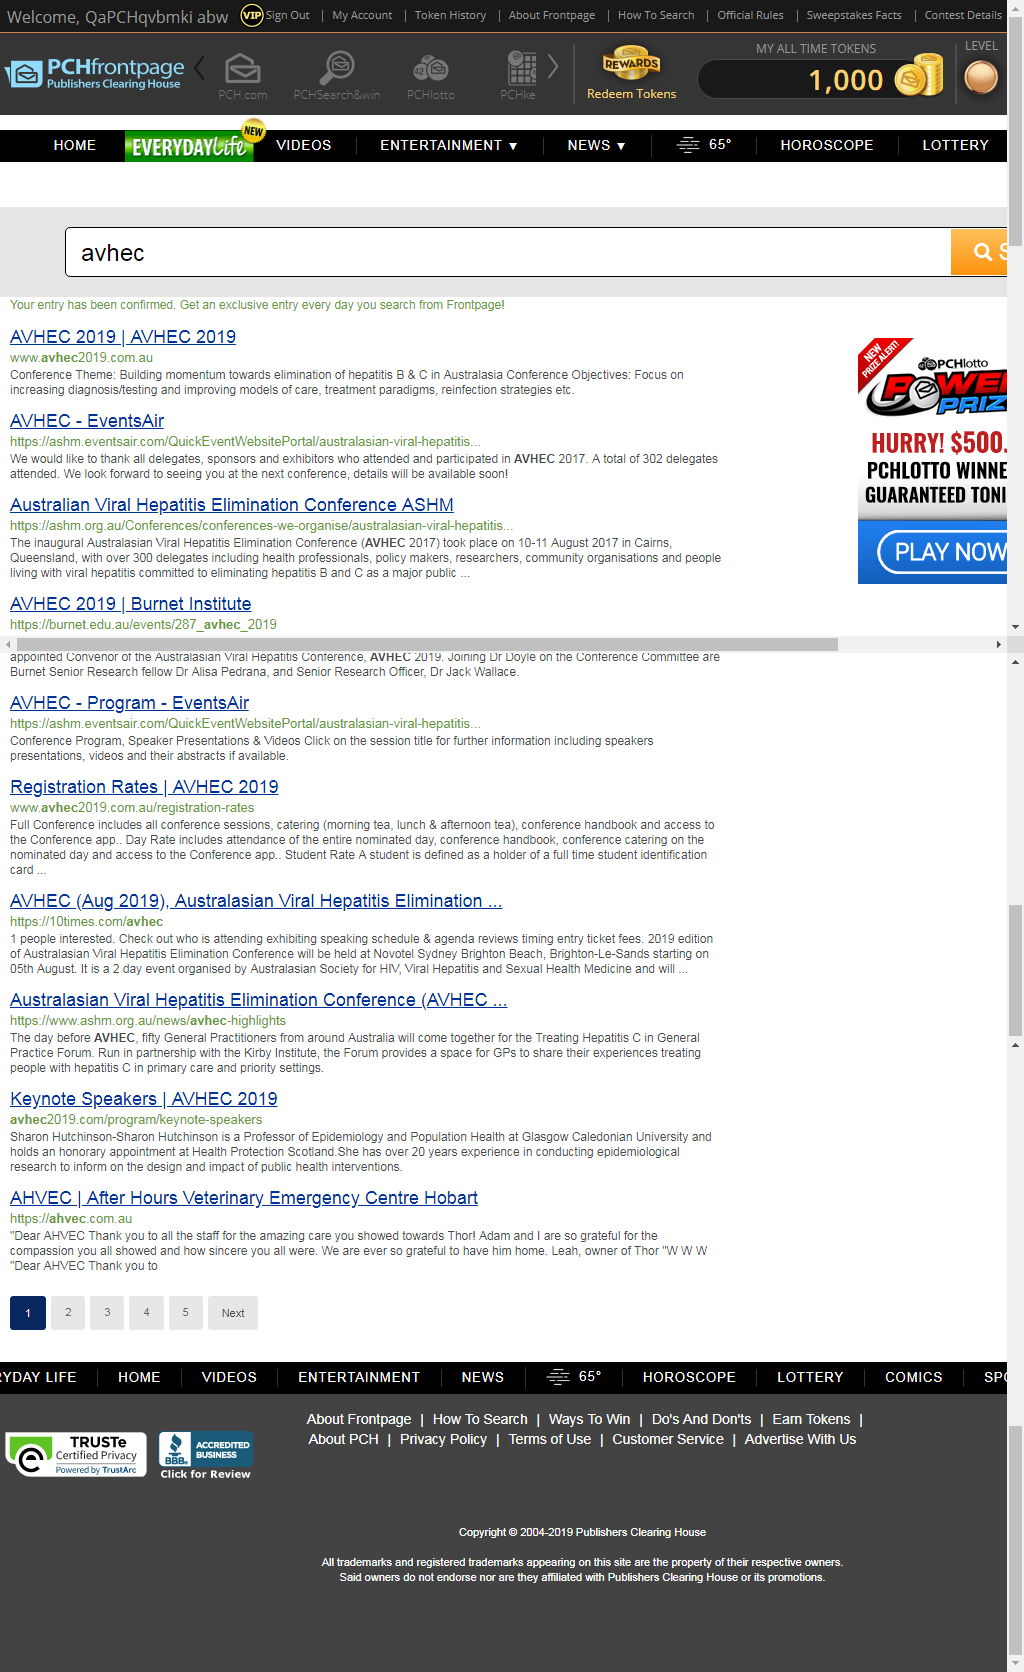 Welcome, QaPCHqvbmki abw VIP Sign Out | My Account | Token History | About Frontpage | How To Search | Official Rules | Sweepstakes Facts | Contest Details
PCHfrontpage
Publishers Clearing House
PCH.com PCHSearch&win PCHlotto PCHke
REWARDS
Redeem Tokens
MY ALL TIME TOKENS
1,000
LEVEL
HOME EVERYDAY Life NEW VIDEOS ENTERTAINMENT ▼ NEWS ▼ 65° HOROSCOPE LOTTERY
avhec
S
Your entry has been confirmed. Get an exclusive entry every day you search from Frontpage!
AVHEC 2019 | AVHEC 2019
www.avhec2019.com.au
Conference Theme: Building momentum towards elimination of hepatitis B & C in Australasia Conference Objectives: Focus on
increasing diagnosis/testing and improving models of care, treatment paradigms, reinfection strategies etc.
AVHEC - EventsAir
https://ashm.eventsair.com/QuickEventWebsitePortal/australasian-viral-hepatitis...
We would like to thank all delegates, sponsors and exhibitors who attended and participated in AVHEC 2017. A total of 302 delegates
attended. We look forward to seeing you at the next conference, details will be available soon!
Australian Viral Hepatitis Elimination Conference ASHM
https://ashm.org.au/Conferences/conferences-we-organise/australasian-viral-hepatitis...
The inaugural Australasian Viral Hepatitis Elimination Conference (AVHEC 2017) took place on 10-11 August 2017 in Cairns,
Queensland, with over 300 delegates including health professionals, policy makers, researchers, community organisations and people
living with viral hepatitis committed to eliminating hepatitis B and C as a major public ...
AVHEC 2019 | Burnet Institute
https://burnet.edu.au/events/287_avhec_2019
NEW PRIZE ALERT!
PCHlotto
POWER
PRIZ
HURRY! $500,
PCHLOTTO WINNE
GUARANTEED TONI
PLAY NOW
appointed Convenor of the Australasian Viral Hepatitis Conference, AVHEC 2019. Joining Dr Doyle on the Conference Committee are
Burnet Senior Research fellow Dr Alisa Pedrana, and Senior Research Officer, Dr Jack Wallace.
AVHEC - Program - EventsAir
https://ashm.eventsair.com/QuickEventWebsitePortal/australasian-viral-hepatitis...
Conference Program, Speaker Presentations & Videos Click on the session title for further information including speakers
presentations, videos and their abstracts if available.
Registration Rates | AVHEC 2019
www.avhec2019.com.au/registration-rates
Full Conference includes all conference sessions, catering (morning tea, lunch & afternoon tea), conference handbook and access to
the Conference app.. Day Rate includes attendance of the entire nominated day, conference handbook, conference catering on the
nominated day and access to the Conference app.. Student Rate A student is defined as a holder of a full time student identification
card ...
AVHEC (Aug 2019), Australasian Viral Hepatitis Elimination ...
https://10times.com/avhec
1 people interested. Check out who is attending exhibiting speaking schedule & agenda reviews timing entry ticket fees. 2019 edition
of Australasian Viral Hepatitis Elimination Conference will be held at Novotel Sydney Brighton Beach, Brighton-Le-Sands starting on
05th August. It is a 2 day event organised by Australasian Society for HIV, Viral Hepatitis and Sexual Health Medicine and will ...
Australasian Viral Hepatitis Elimination Conference (AVHEC ...
https://www.ashm.org.au/news/avhec-highlights
The day before AVHEC, fifty General Practitioners from around Australia will come together for the Treating Hepatitis C in General
Practice Forum. Run in partnership with the Kirby Institute, the Forum provides a space for GPs to share their experiences treating
people with hepatitis C in primary care and priority settings.
Keynote Speakers | AVHEC 2019
avhec2019.com/program/keynote-speakers
Sharon Hutchinson-Sharon Hutchinson is a Professor of Epidemiology and Population Health at Glasgow Caledonian University and
holds an honorary appointment at Health Protection Scotland.She has over 20 years experience in conducting epidemiological
research to inform on the design and impact of public health interventions.
AHVEC | After Hours Veterinary Emergency Centre Hobart
https://ahvec.com.au
"Dear AHVEC Thank you to all the staff for the amazing care you showed towards Thor! Adam and I are so grateful for the
compassion you all showed and how sincere you all were. We are ever so grateful to have him home. Leah, owner of Thor "W W W
"Dear AHVEC Thank you to
1 2 3 4 5 Next
RYDAY LIFE HOME VIDEOS ENTERTAINMENT NEWS 65° HOROSCOPE LOTTERY COMICS SPO
About Frontpage | How To Search | Ways To Win | Do's And Don'ts | Earn Tokens |
About PCH | Privacy Policy | Terms of Use | Customer Service | Advertise With Us
TRUSTe
Certified Privacy
Powered by TrustArc
BBB
ACCREDITED
BUSINESS
Click for Review
Copyright © 2004-2019 Publishers Clearing House
All trademarks and registered trademarks appearing on this site are the property of their respective owners.
Said owners do not endorse nor are they affiliated with Publishers Clearing House or its promotions.